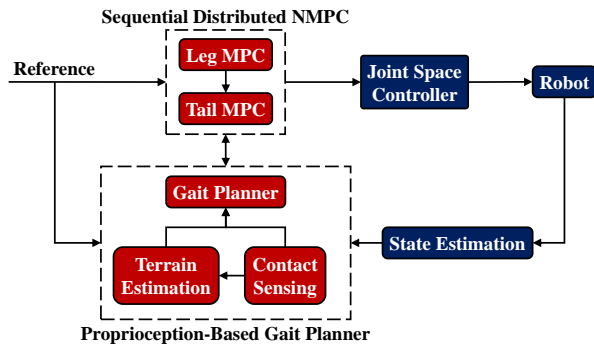 Sequential Distributed NMPC
Reference
Leg MPC
Tail MPC
Joint Space
Controller
Robot
Gait Planner
Terrain
Estimation
Contact
Sensing
State Estimation
Proprioception-Based Gait Planner